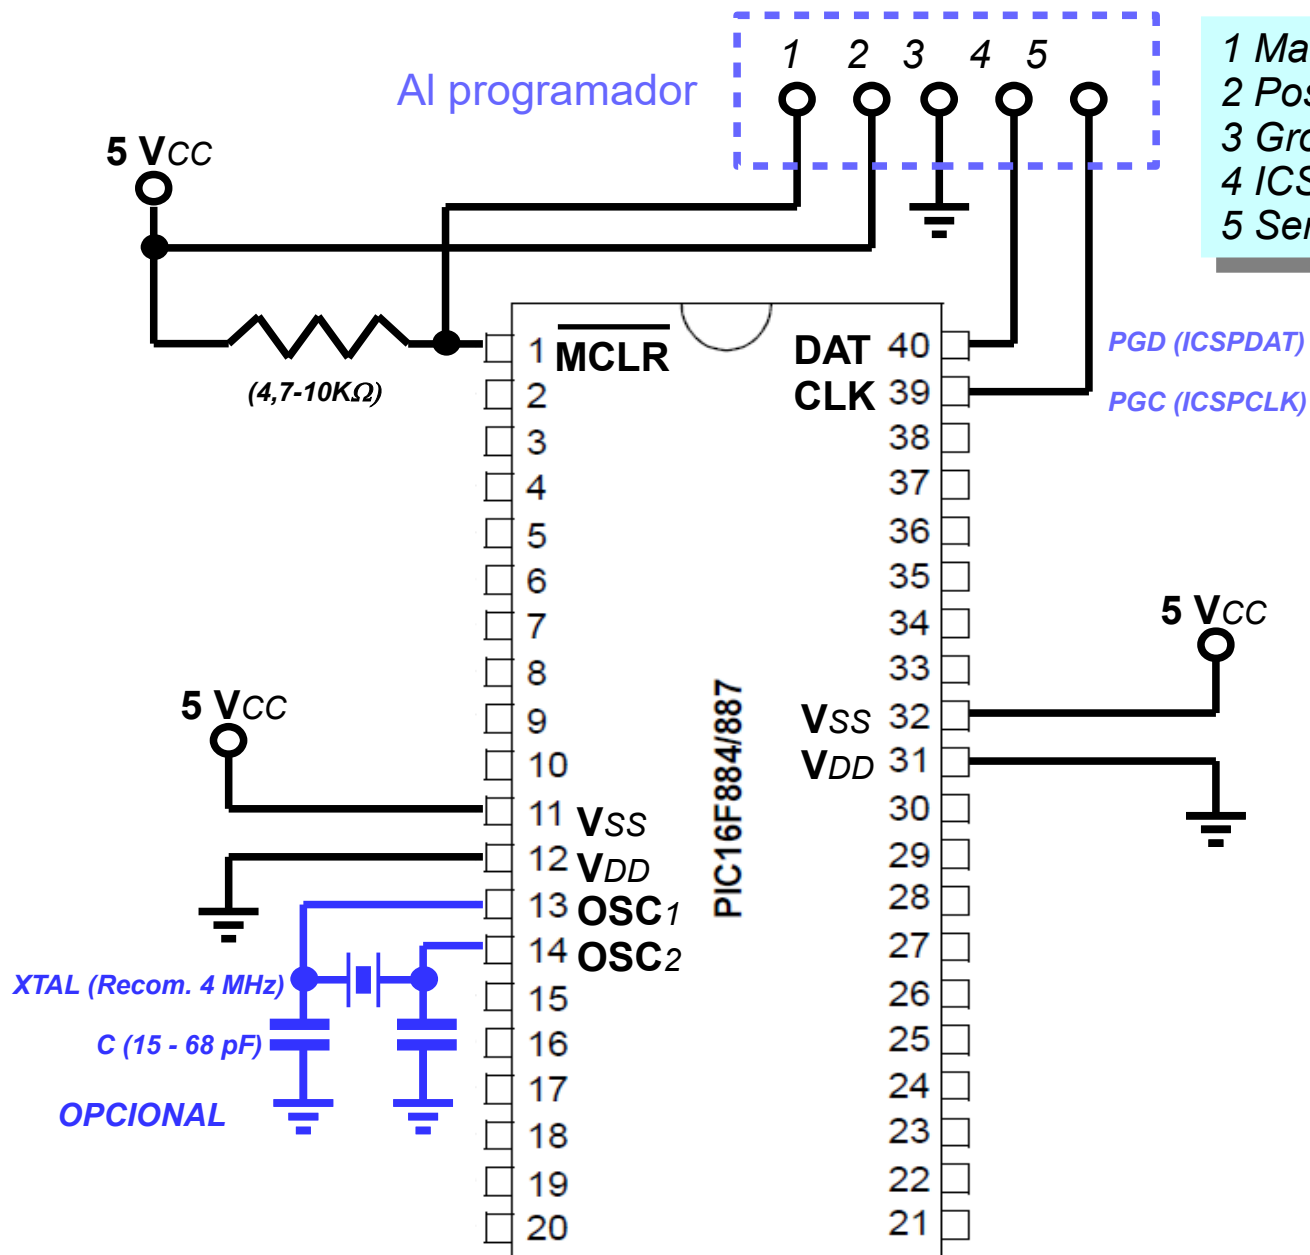 1 2 3 4 5
Al programador
1 Ma
2 Pos
3 Gro
4 ICS
5 Ser
5 VCC
(4,7-10KΩ)
1 MCLR
2
3
4
5
6
7
8
9
10
11 VSS
12 VDD
13 OSC1
14 OSC2
15
16
17
18
19
20
PIC16F884/887
DAT 40
CLK 39
38
37
36
35
34
33
VSS 32
VDD 31
30
29
28
27
26
25
24
23
22
21
PGD (ICSPDAT)
PGC (ICSPCLK)
5 VCC
5 VCC
XTAL (Recom. 4 MHz)
C (15 - 68 pF)
OPCIONAL